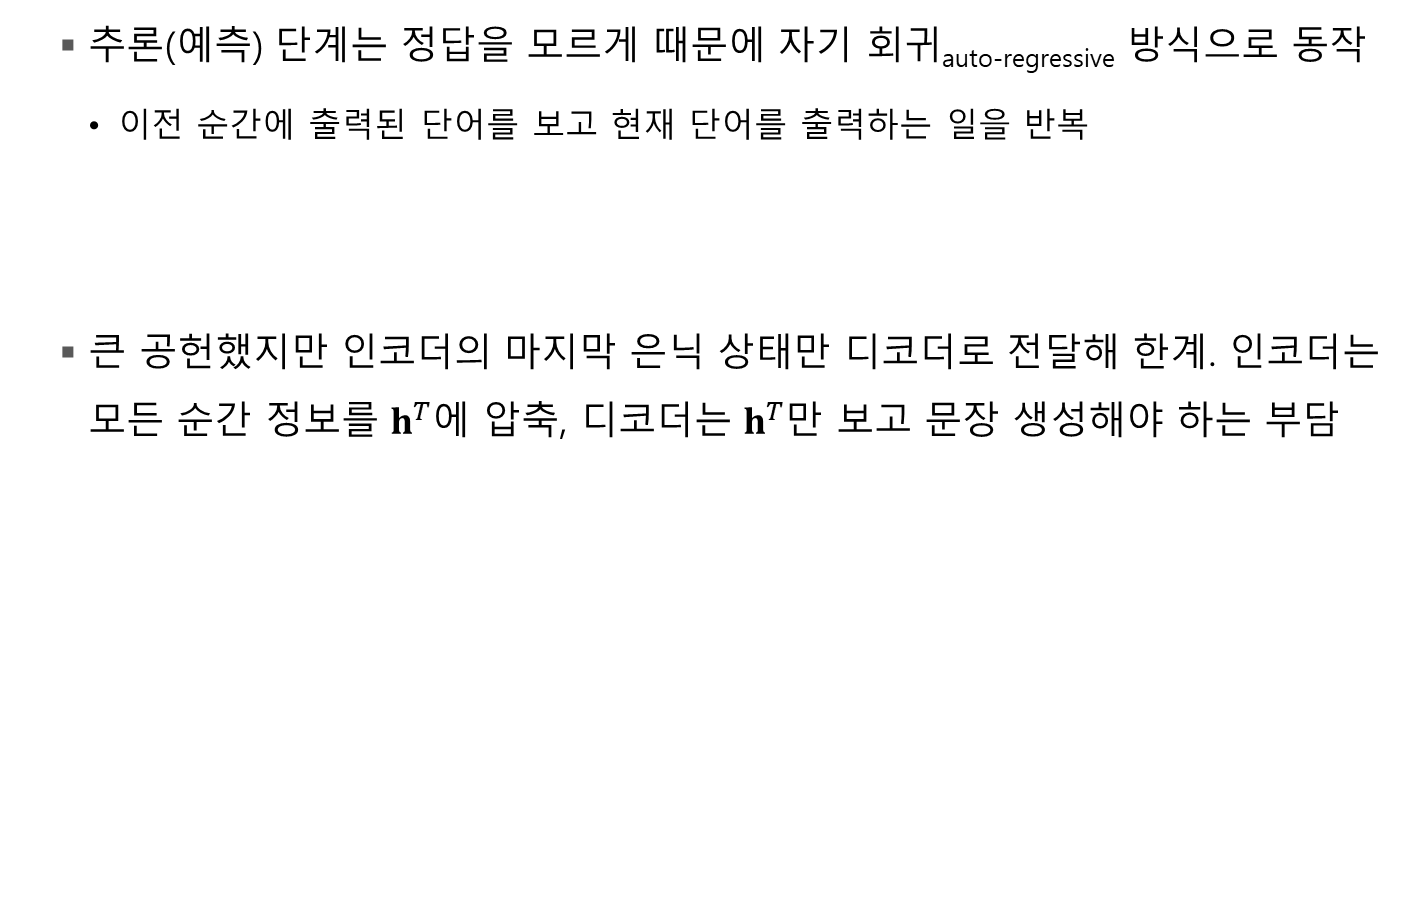 ▪ 추론(예측) 단계는 정답을 모르게 때문에 자기 회귀auto-regressive 방식으로 동작
• 이전 순간에 출력된 단어를 보고 현재 단어를 출력하는 일을 반복
▪ 큰 공헌했지만 인코더의 마지막 은닉 상태만 디코더로 전달해 한계. 인코더는
모든 순간 정보를 h^T에 압축, 디코더는 h^T만 보고 문장 생성해야 하는 부담